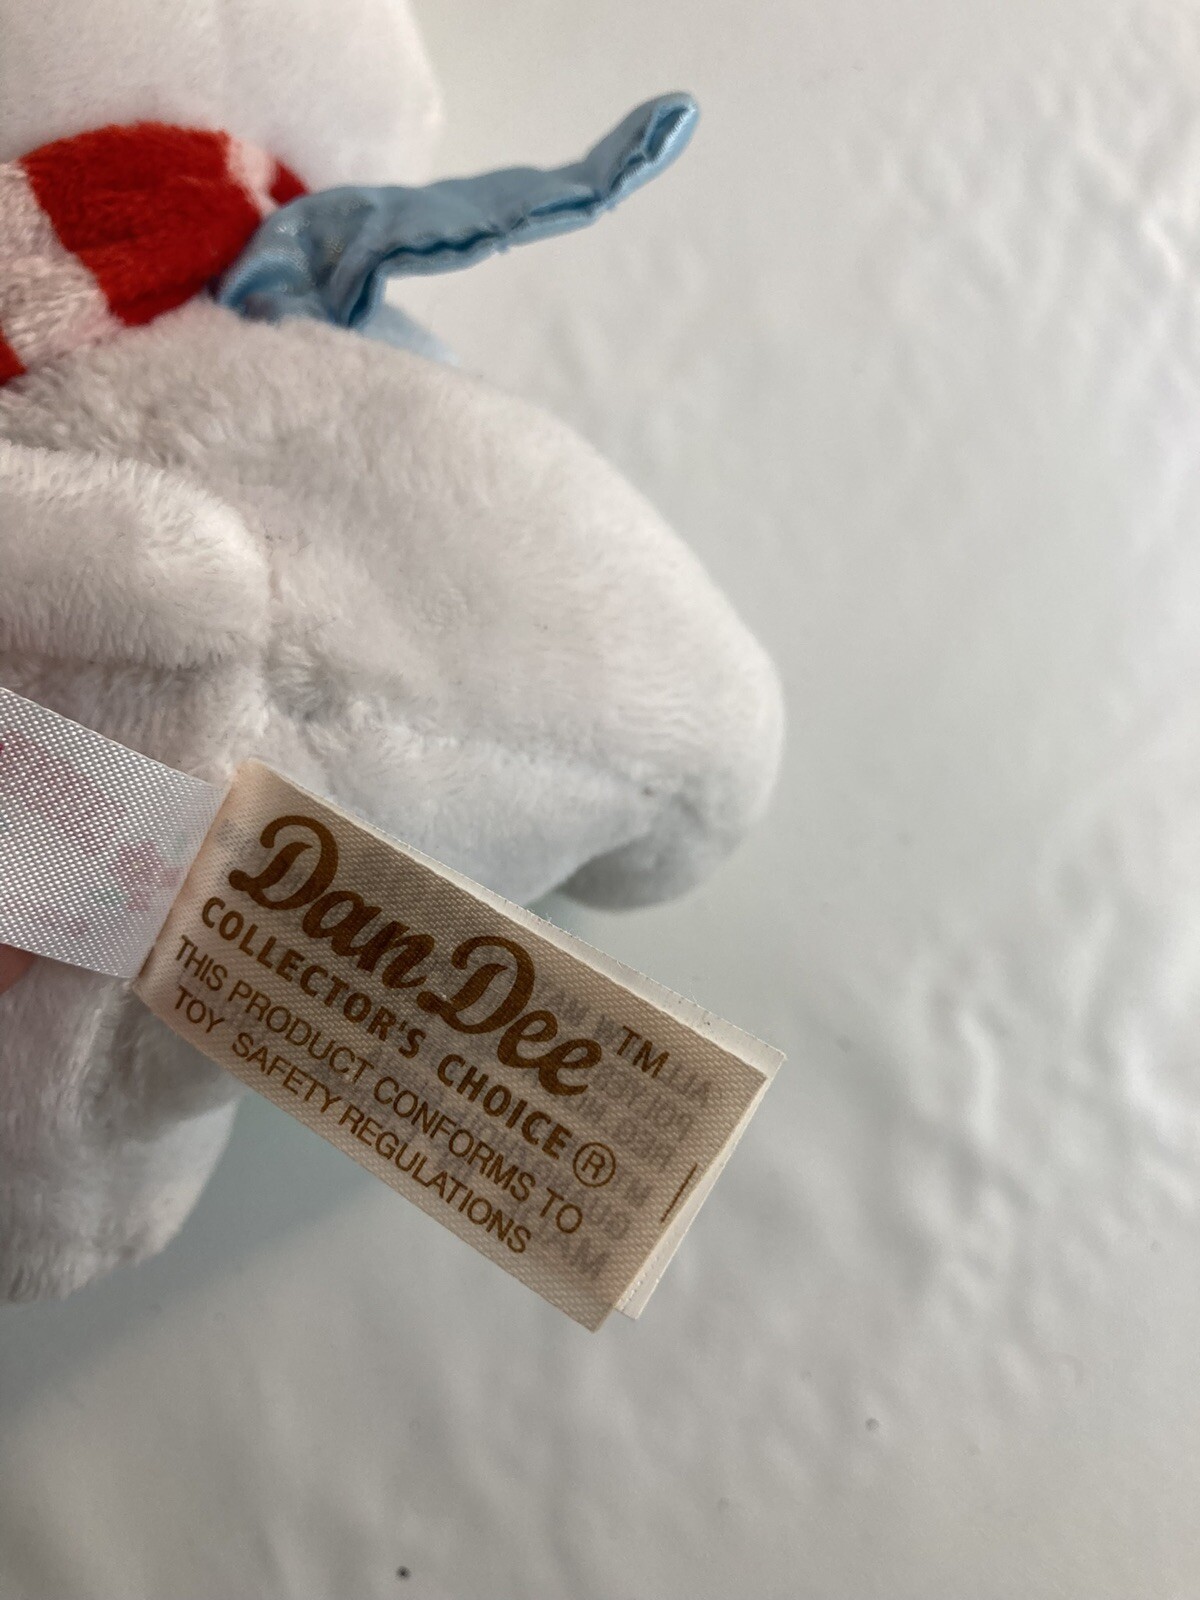 Dan Dee™
COLLECTOR'S CHOICE®
THIS PRODUCT CONFORMS TO
TOY SAFETY REGULATIONS